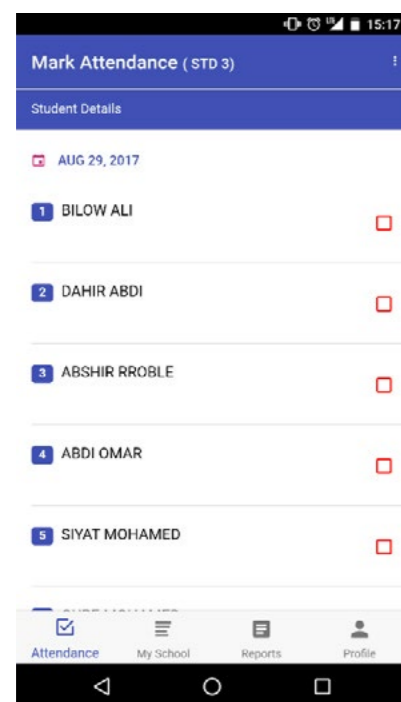 15:17
Mark Attendance ( STD 3)
Student Details
AUG 29, 2017
1 BILOW ALI
2 DAHIR ABDI
3 ABSHIR RROBLE
4 ABDI OMAR
5 SIYAT MOHAMED
Attendance My School Reports Profile